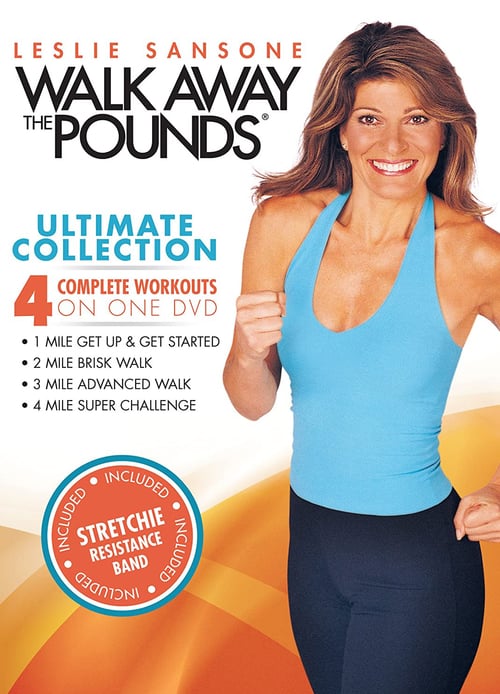 LESLIE SANSONE
WALK AWAY
THE POUNDS®
ULTIMATE
COLLECTION
4 COMPLETE WORKOUTS
ON ONE DVD
• 1 MILE GET UP & GET STARTED
• 2 MILE BRISK WALK
• 3 MILE ADVANCED WALK
• 4 MILE SUPER CHALLENGE
INCLUDED • INCLUDED • INCLUDED • INCLUDED •
STRETCHIE
RESISTANCE
BAND